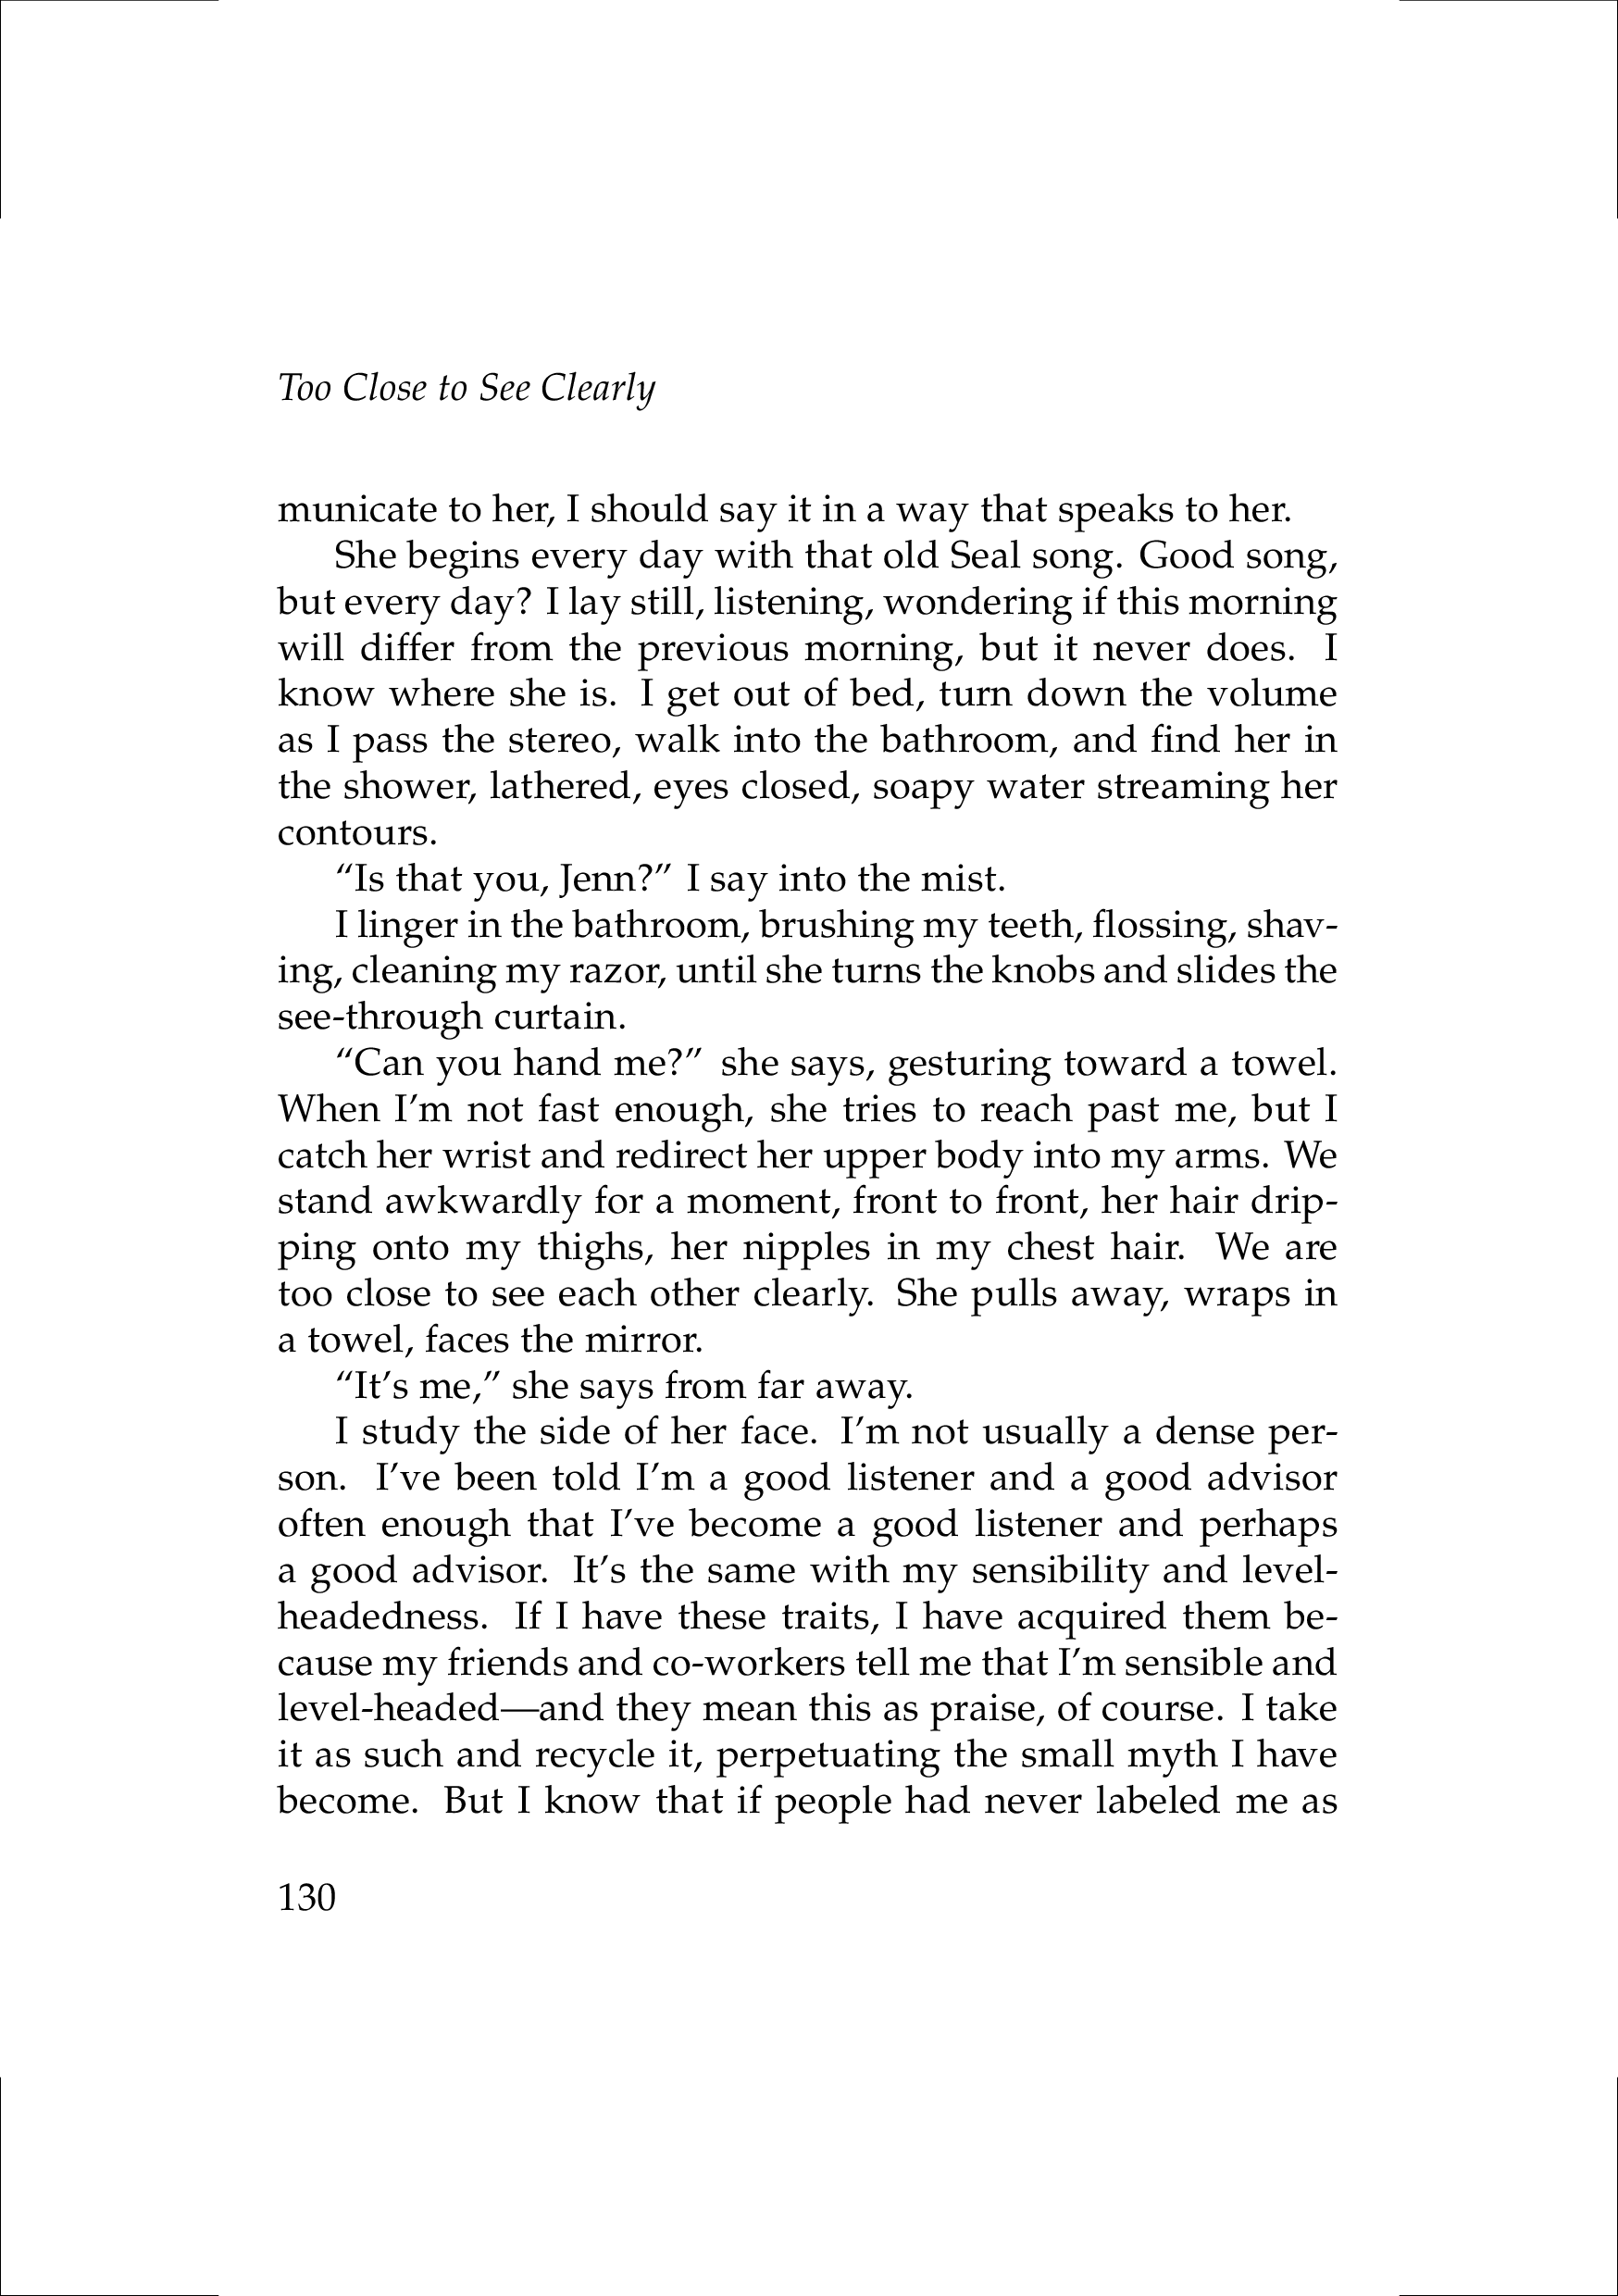 Too Close to See Clearly
municate to her, I should say it in a way that speaks to her.
She begins every day with that old Seal song. Good song,
but every day? I lay still, listening, wondering if this morning
will differ from the previous morning, but it never does. I
know where she is. I get out of bed, turn down the volume
as I pass the stereo, walk into the bathroom, and find her in
the shower, lathered, eyes closed, soapy water streaming her
contours.
“Is that you, Jenn?” I say into the mist.
I linger in the bathroom, brushing my teeth, flossing, shav-
ing, cleaning my razor, until she turns the knobs and slides the
see-through curtain.
“Can you hand me?” she says, gesturing toward a towel.
When I’m not fast enough, she tries to reach past me, but I
catch her wrist and redirect her upper body into my arms. We
stand awkwardly for a moment, front to front, her hair drip-
ping onto my thighs, her nipples in my chest hair. We are
too close to see each other clearly. She pulls away, wraps in
a towel, faces the mirror.
“It’s me,” she says from far away.
I study the side of her face. I’m not usually a dense per-
son. I’ve been told I’m a good listener and a good advisor
often enough that I’ve become a good listener and perhaps
a good advisor. It’s the same with my sensibility and level-
headedness. If I have these traits, I have acquired them be-
cause my friends and co-workers tell me that I’m sensible and
level-headed—and they mean this as praise, of course. I take
it as such and recycle it, perpetuating the small myth I have
become. But I know that if people had never labeled me as
130